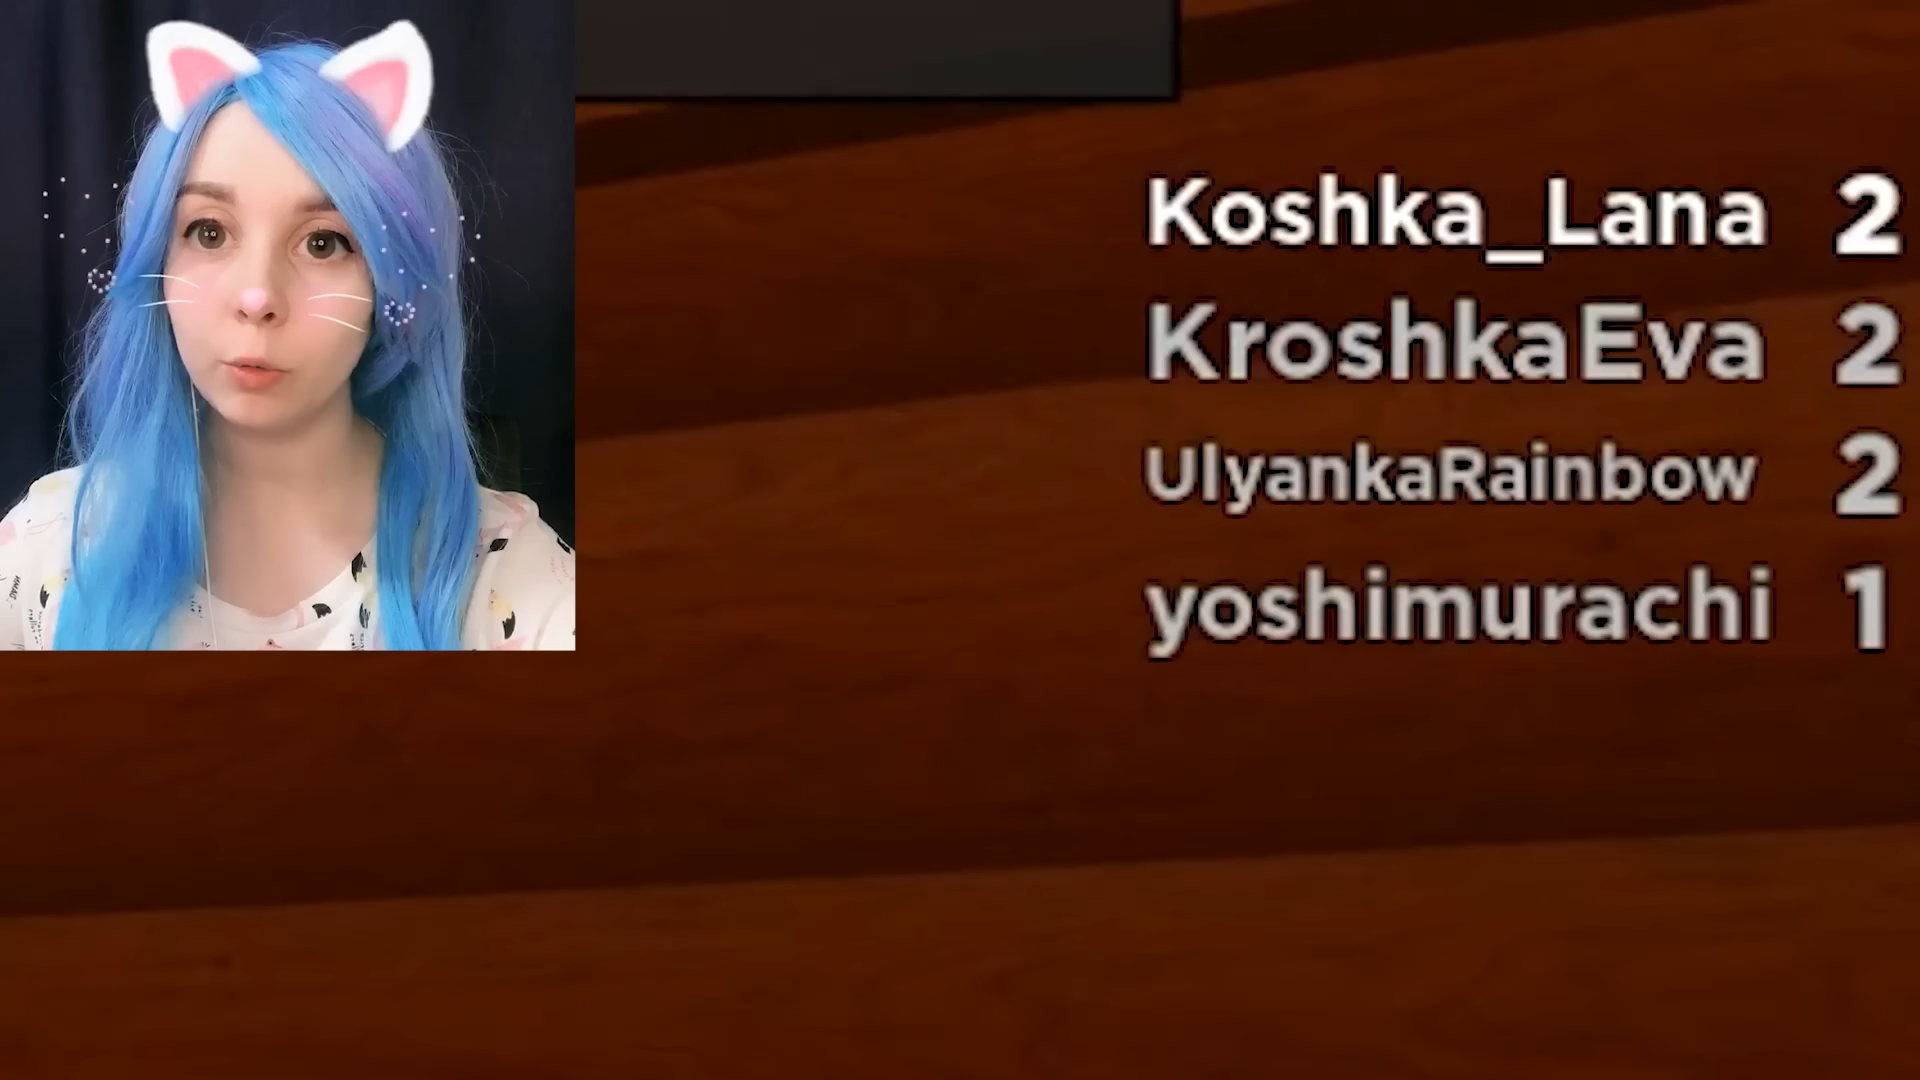 Koshka_Lana 2
KroshkaEva 2
UlyankaRainbow 2
yoshimurachi 1